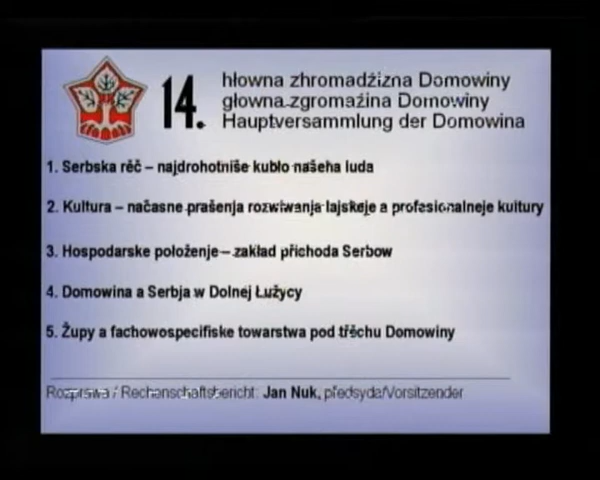 14.
hłowna zhromadźizna Domowiny
głowna zgromaźina Domowiny
Hauptversammlung der Domowina
1. Serbska rěč – najdrohotniše kubło našeha luda
2. Kultura – načasne prašenja rozwiwanja lajskeje a profesionalneje kultury
3. Hospodarske położenje – zakład přichoda Serbow
4. Domowina a Serbja w Dolnej Łužycy
5. Župy a fachowospecifiske towarstwa pod třěchu Domowiny
Rozprawa / Rechenschaftsbericht: Jan Nuk, předsyda/Vorsitzender